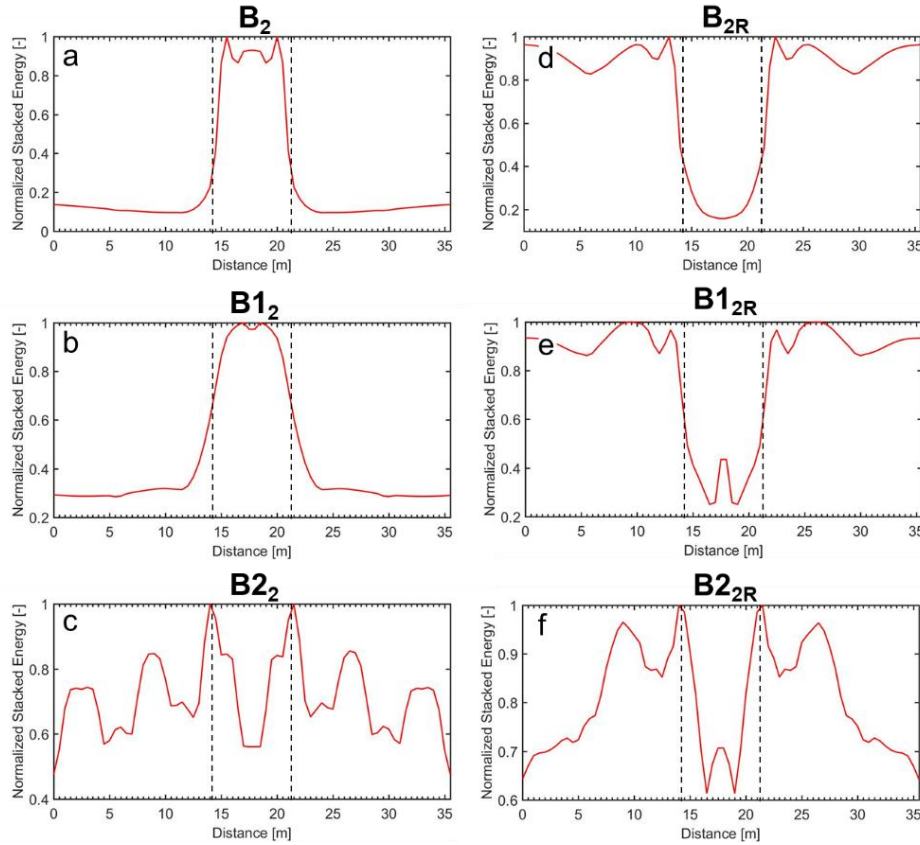 B₂
a
Normalized Stacked Energy [-]
1
0.8
0.6
0.4
0.2
0
0 5 10 15 20 25 30 35
Distance [m]
B₂R
d
Normalized Stacked Energy [-]
1
0.8
0.6
0.4
0.2
0 5 10 15 20 25 30 35
Distance [m]
B1₂
b
Normalized Stacked Energy [-]
1
0.8
0.6
0.4
0.2
0 5 10 15 20 25 30 35
Distance [m]
B1₂R
e
Normalized Stacked Energy [-]
1
0.8
0.6
0.4
0.2
0 5 10 15 20 25 30 35
Distance [m]
B2₂
c
Normalized Stacked Energy [-]
1
0.8
0.6
0.4
0 5 10 15 20 25 30 35
Distance [m]
B2₂R
f
Normalized Stacked Energy [-]
1
0.9
0.8
0.7
0.6
0 5 10 15 20 25 30 35
Distance [m]